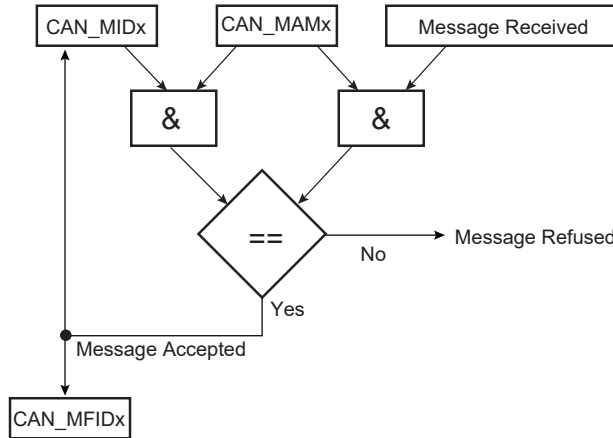 CAN_MIDx
CAN_MAMx
Message Received
&
&
==
No
Message Refused
Yes
Message Accepted
CAN_MFIDx